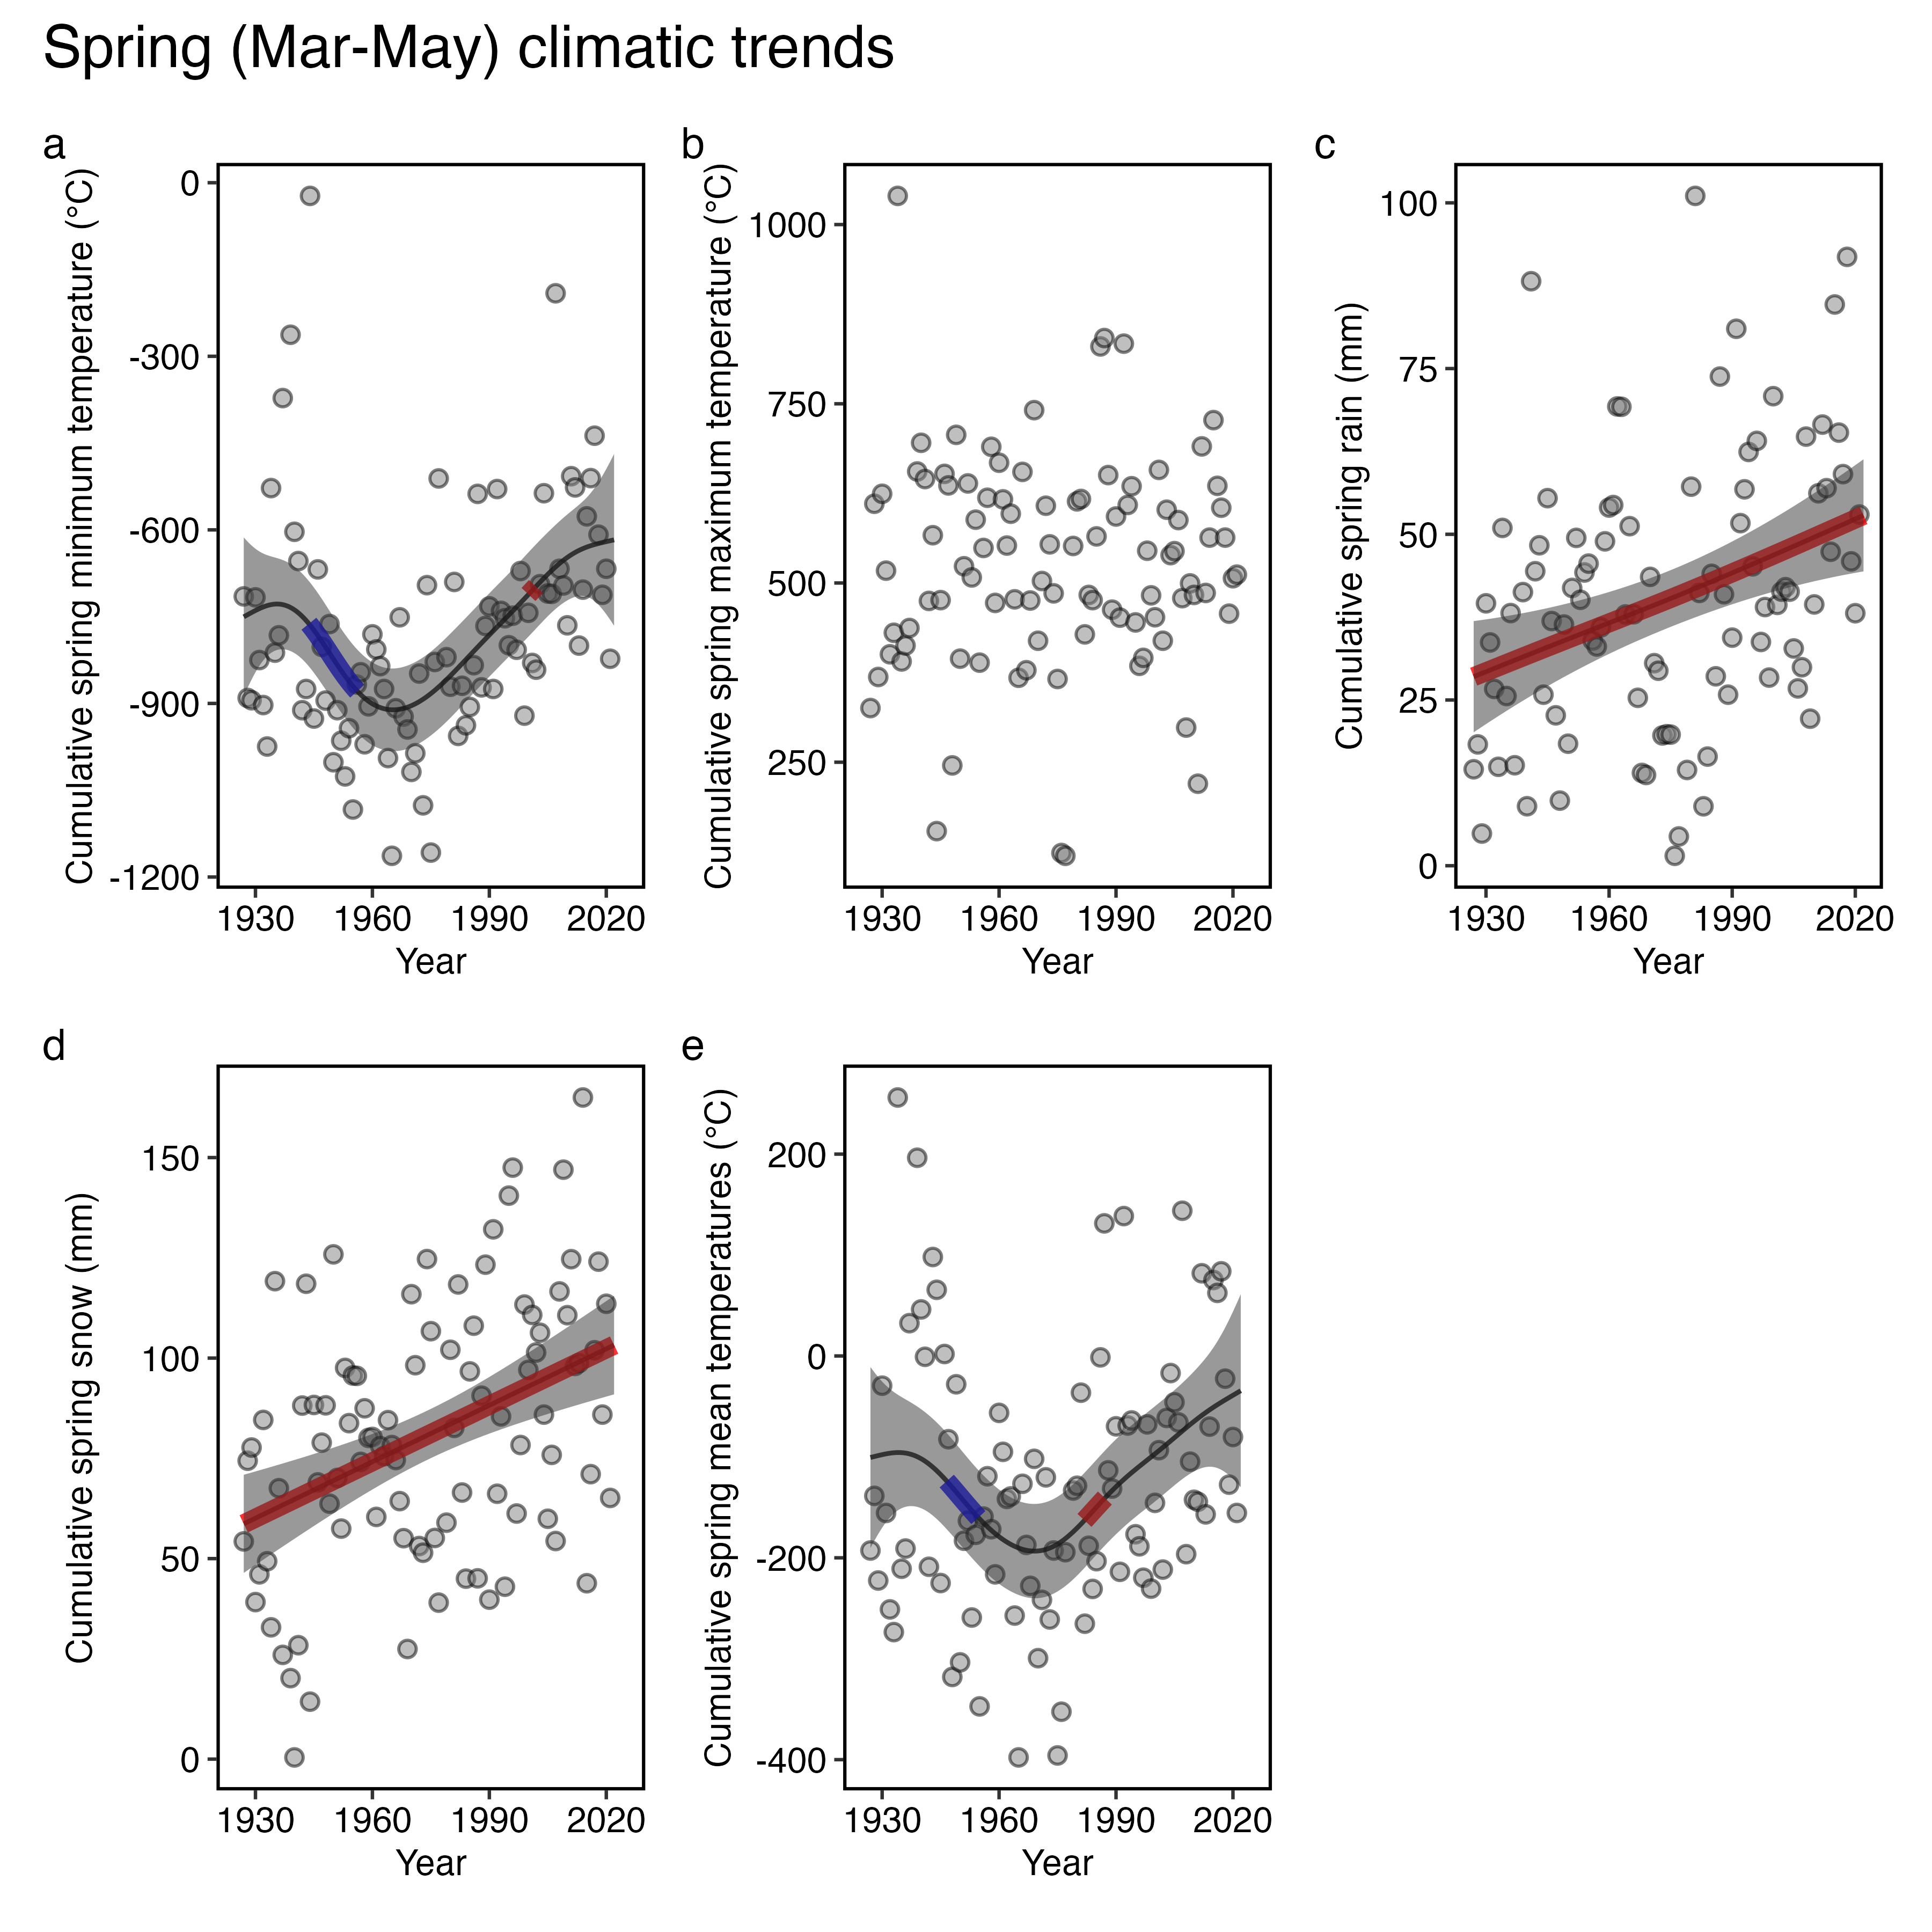 Spring (Mar-May) climatic trends
a
Cumulative spring minimum temperature (°C)
0
-300
-600
-900
-1200
1930 1960 1990 2020
Year
b
Cumulative spring maximum temperature (°C)
1000
750
500
250
1930 1960 1990 2020
Year
c
Cumulative spring rain (mm)
100
75
50
25
0
1930 1960 1990 2020
Year
d
Cumulative spring snow (mm)
150
100
50
0
1930 1960 1990 2020
Year
e
Cumulative spring mean temperatures (°C)
200
0
-200
-400
1930 1960 1990 2020
Year